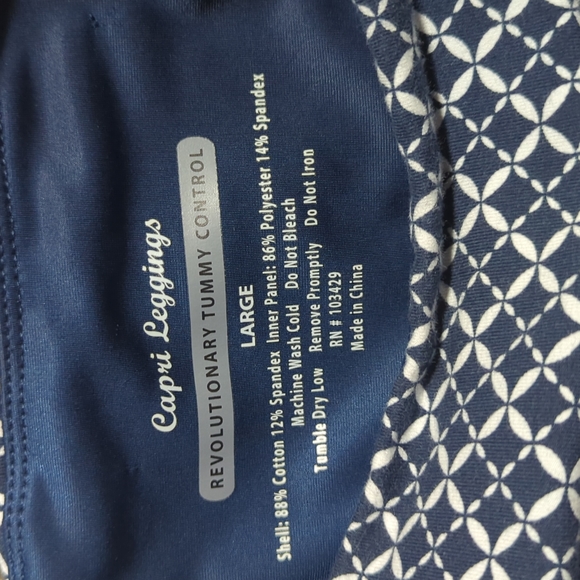 Capri Leggings
REVOLUTIONARY TUMMY CONTROL
LARGE
Shell: 88% Cotton 12% Spandex Inner Panel: 86% Polyester 14% Spandex
Machine Wash Cold Do Not Bleach
Tumble Dry Low Remove Promptly Do Not Iron
RN # 103429
Made in China